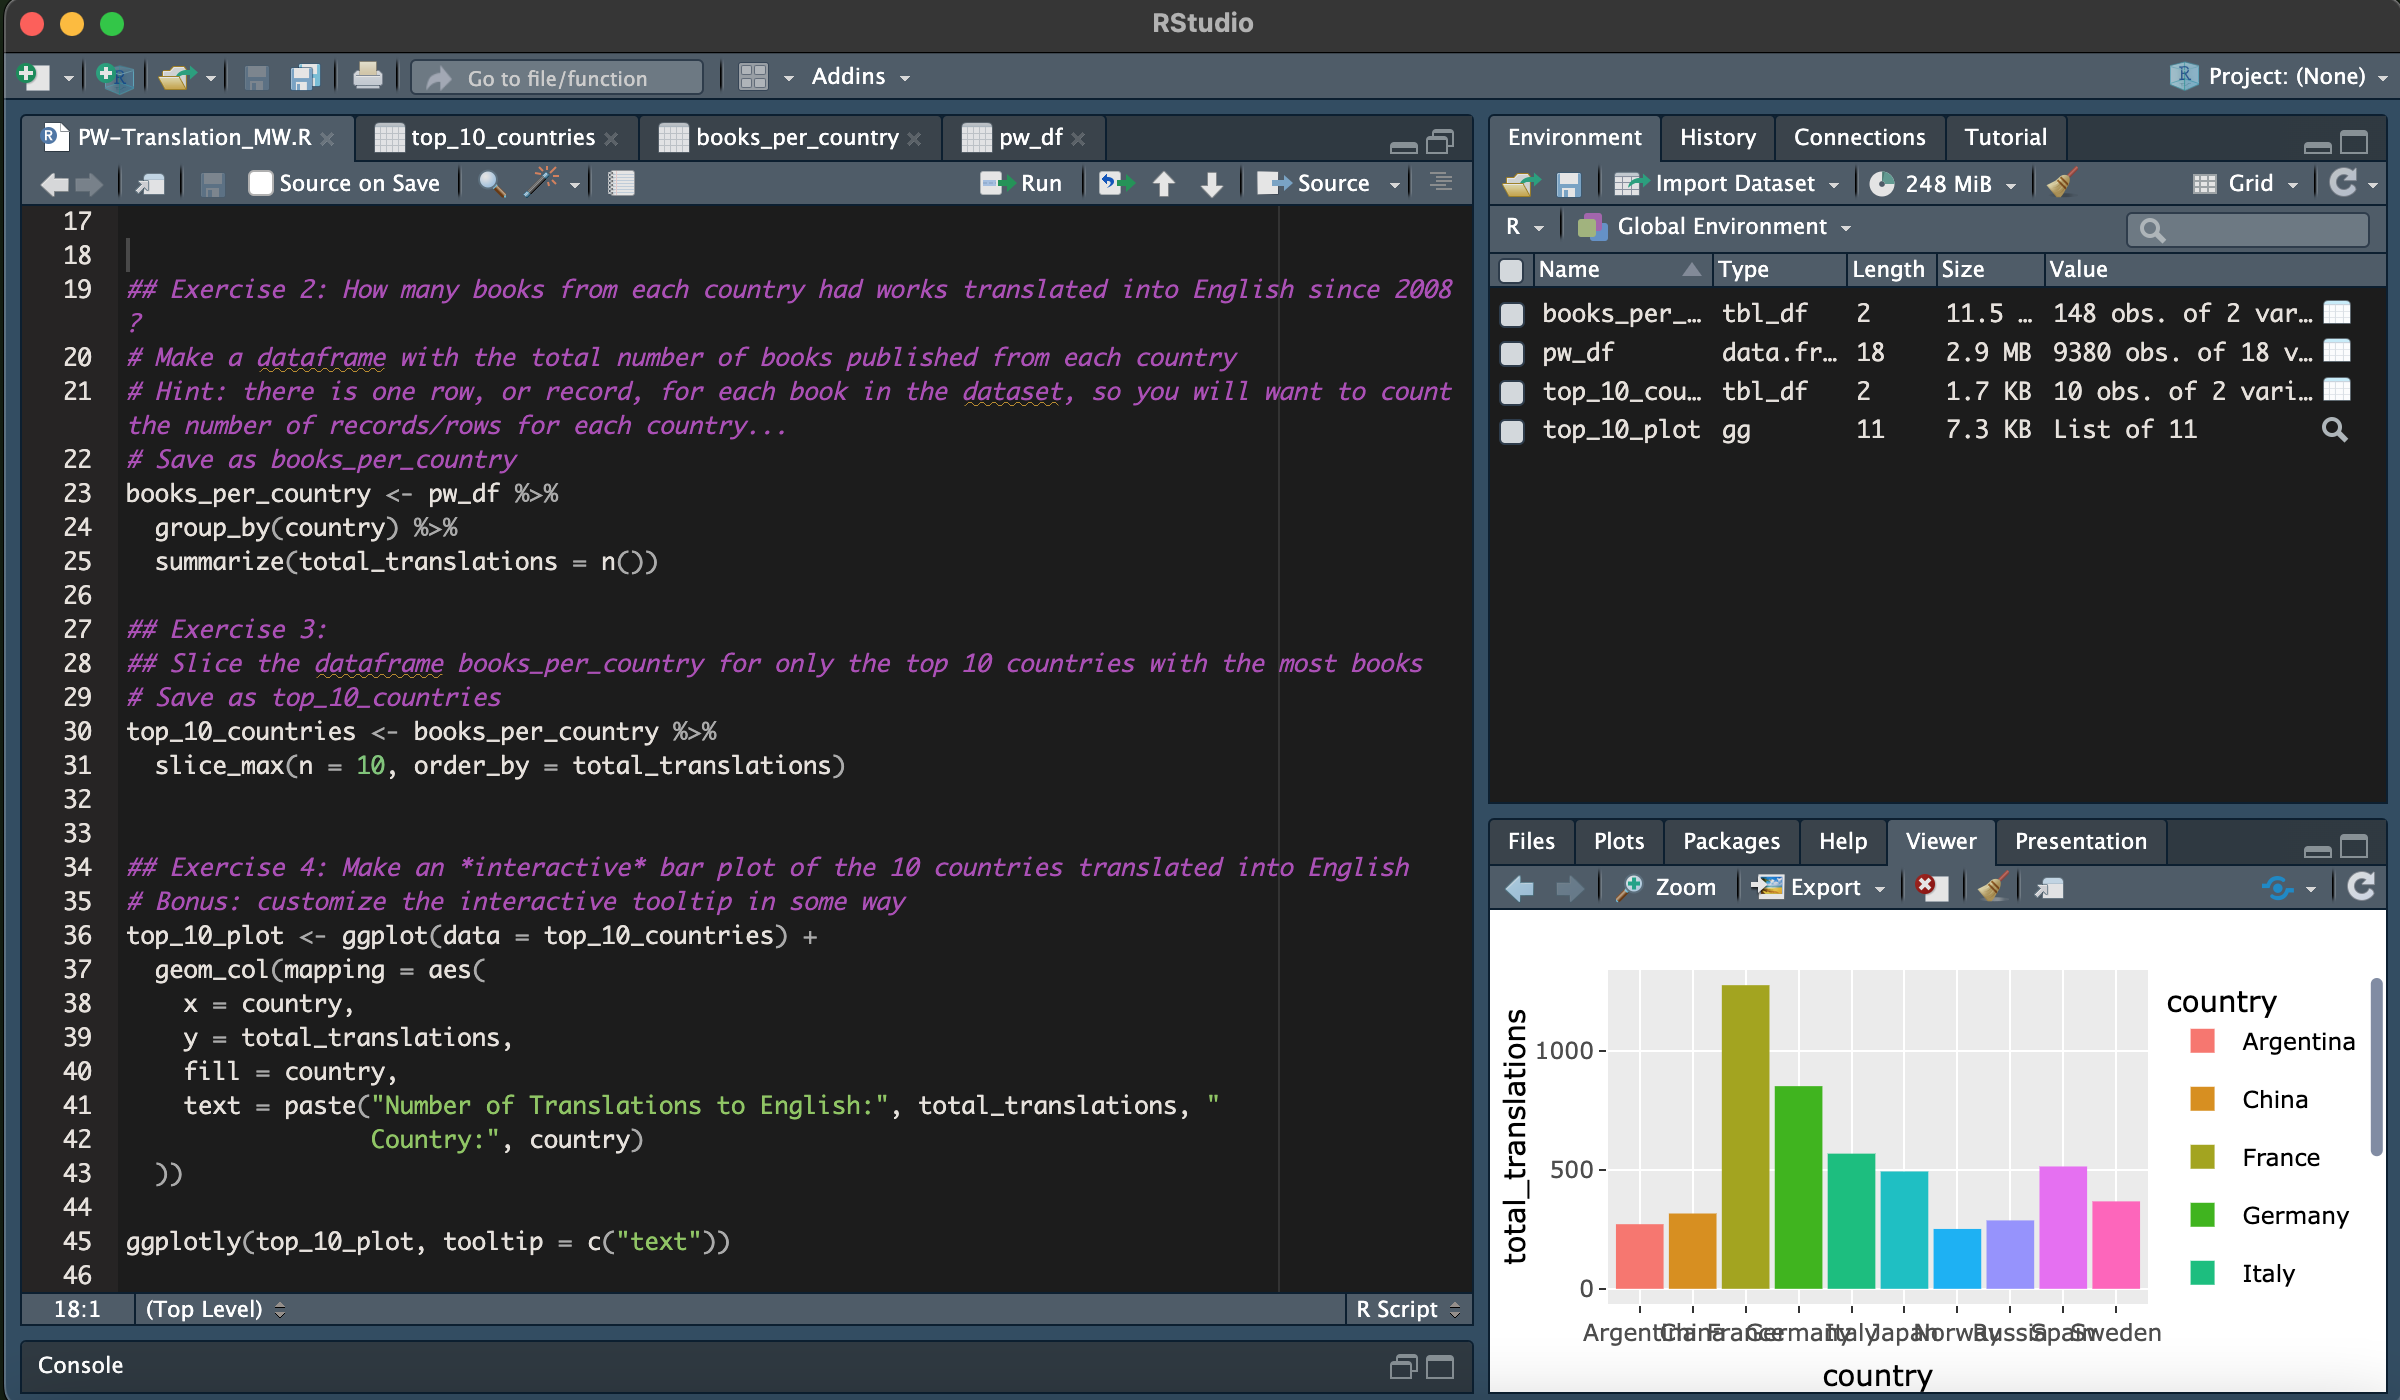 RStudio
Go to file/function
Addins
Project: (None)
PW-Translation_MW.R
top_10_countries
books_per_country
pw_df
Source on Save
Run
Source
17
18
19 ## Exercise 2: How many books from each country had works translated into English since 2008
?
20 # Make a dataframe with the total number of books published from each country
21 # Hint: there is one row, or record, for each book in the dataset, so you will want to count
the number of records/rows for each country...
22 # Save as books_per_country
23 books_per_country <- pw_df %>%
24 group_by(country) %>%
25 summarize(total_translations = n())
26
27 ## Exercise 3:
28 ## Slice the dataframe books_per_country for only the top 10 countries with the most books
29 # Save as top_10_countries
30 top_10_countries <- books_per_country %>%
31 slice_max(n = 10, order_by = total_translations)
32
33
34 ## Exercise 4: Make an *interactive* bar plot of the 10 countries translated into English
35 # Bonus: customize the interactive tooltip in some way
36 top_10_plot <- ggplot(data = top_10_countries) +
37 geom_col(mapping = aes(
38 x = country,
39 y = total_translations,
40 fill = country,
41 text = paste("Number of Translations to English:", total_translations, "
42 Country:", country)
43 ))
44
45 ggplotly(top_10_plot, tooltip = c("text"))
46
18:1 (Top Level) R Script
Console
Environment History Connections Tutorial
Import Dataset 248 MiB Grid
R Global Environment
Name Type Length Size Value
books_per_… tbl_df 2 11.5 … 148 obs. of 2 var…
pw_df data.fr… 18 2.9 MB 9380 obs. of 18 v…
top_10_cou… tbl_df 2 1.7 KB 10 obs. of 2 vari…
top_10_plot gg 11 7.3 KB List of 11
Files Plots Packages Help Viewer Presentation
Zoom Export
total_translations
1000
500
0
Argentina China France Germany Italy Japan Norway Russia Spain Sweden
country
country
Argentina
China
France
Germany
Italy